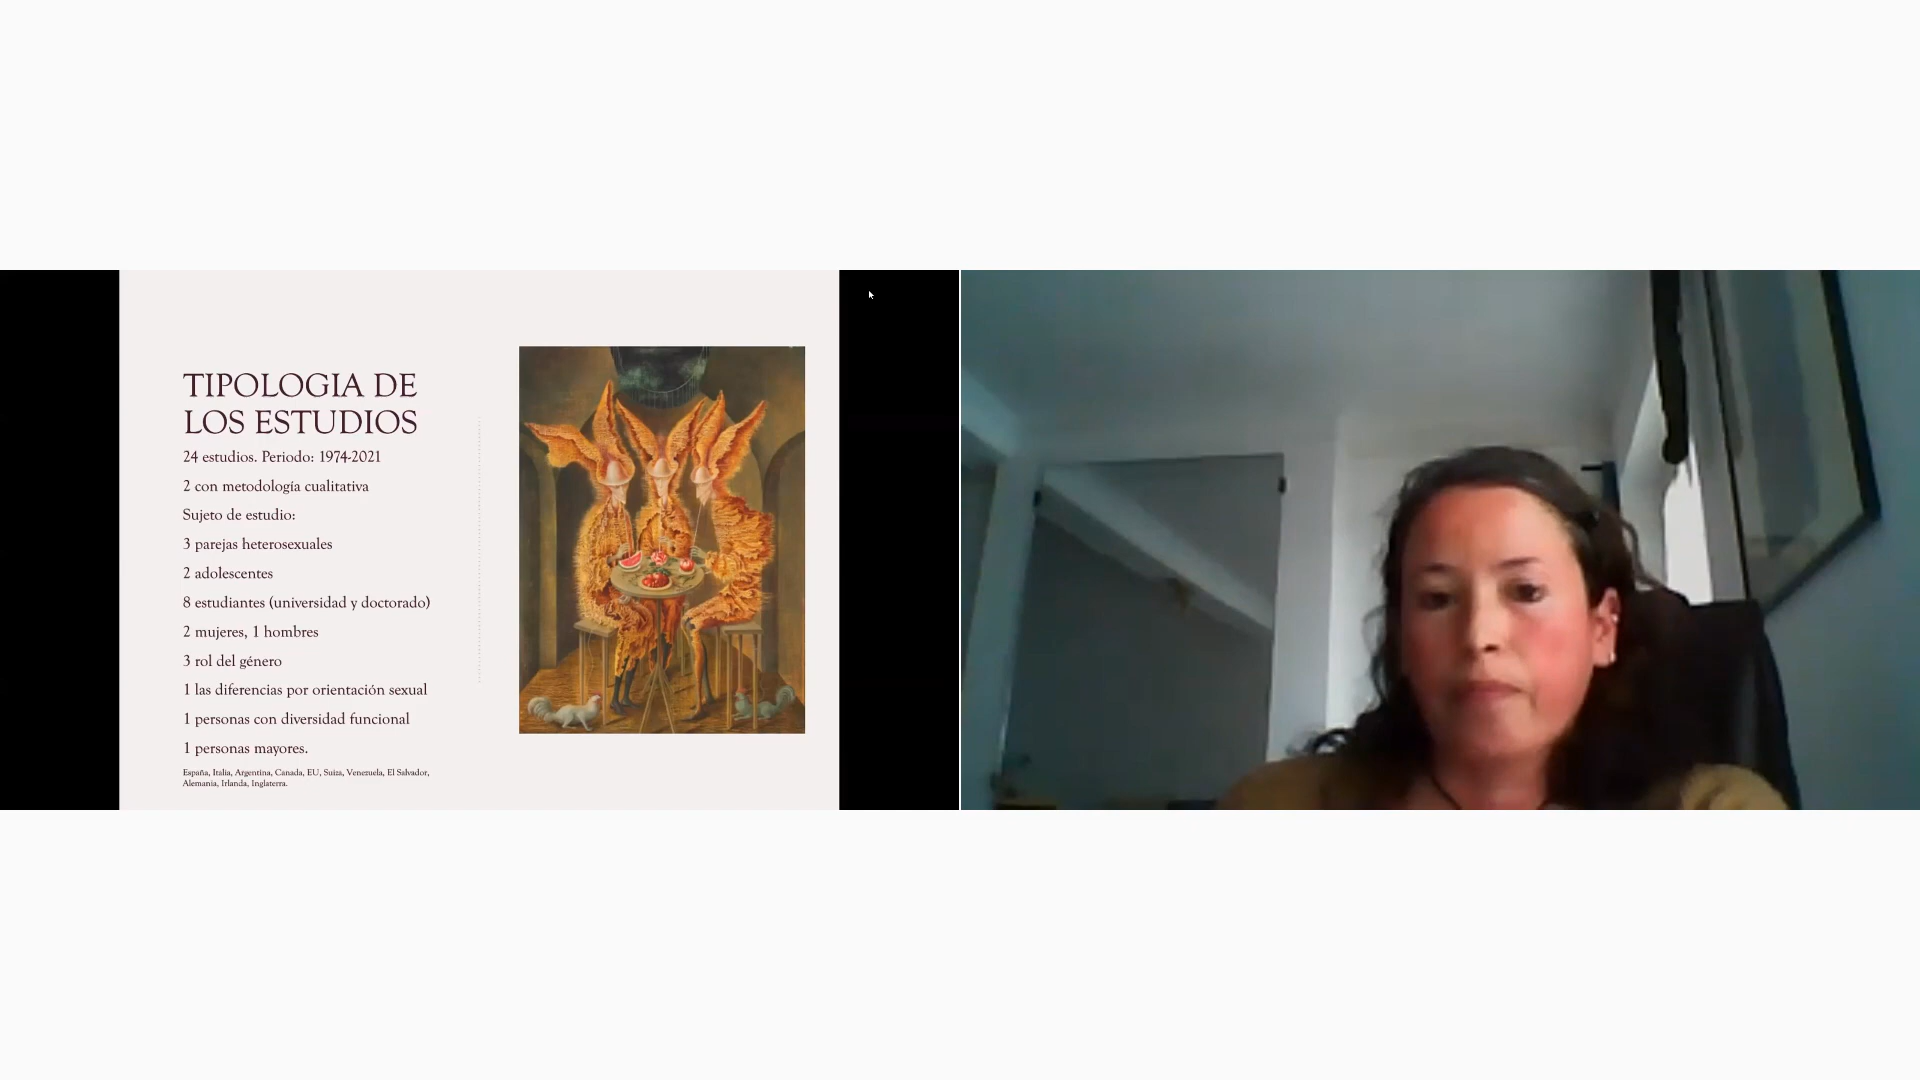 TIPOLOGIA DE
LOS ESTUDIOS
24 estudios. Periodo: 1974-2021
2 con metodología cualitativa
Sujeto de estudio:
3 parejas heterosexuales
2 adolescentes
8 estudiantes (universidad y doctorado)
2 mujeres, 1 hombres
3 rol del género
1 las diferencias por orientación sexual
1 personas con diversidad funcional
1 personas mayores.
España, Italia, Argentina, Canada, EU, Suiza, Venezuela, El Salvador,
Alemania, Irlanda, Inglaterra.